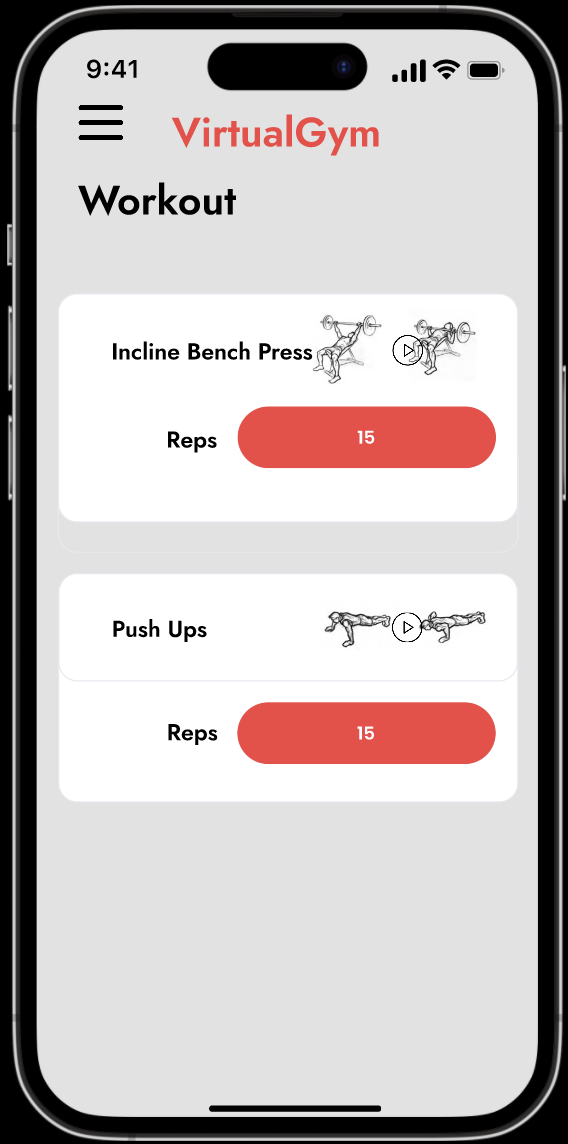 9:41
VirtualGym
Workout
Incline Bench Press
Reps 15
Push Ups
Reps 15